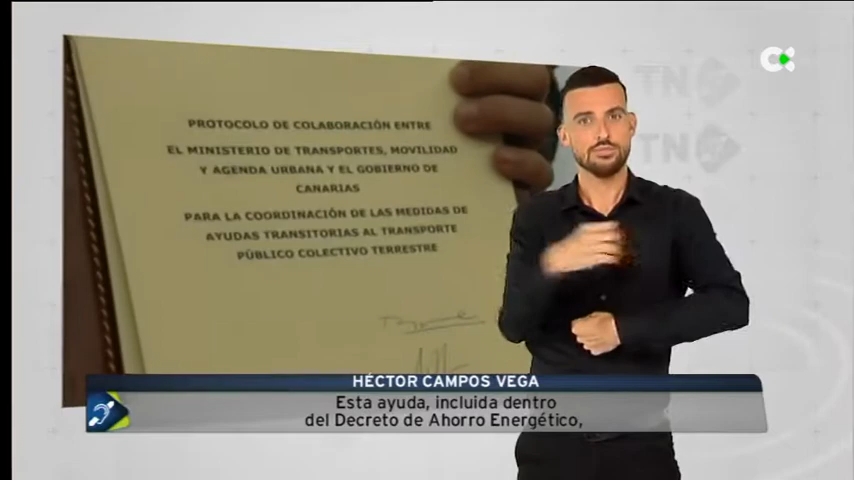 PROTOCOLO DE COLABORACIÓN ENTRE
EL MINISTERIO DE TRANSPORTES, MOVILIDAD
Y AGENDA URBANA Y EL GOBIERNO DE
CANARIAS
PARA LA COORDINACIÓN DE LAS MEDIDAS DE
AYUDAS TRANSITORIAS AL TRANSPORTE
PÚBLICO COLECTIVO TERRESTRE
TN
TN
HÉCTOR CAMPOS VEGA
Esta ayuda, incluida dentro
del Decreto de Ahorro Energético,